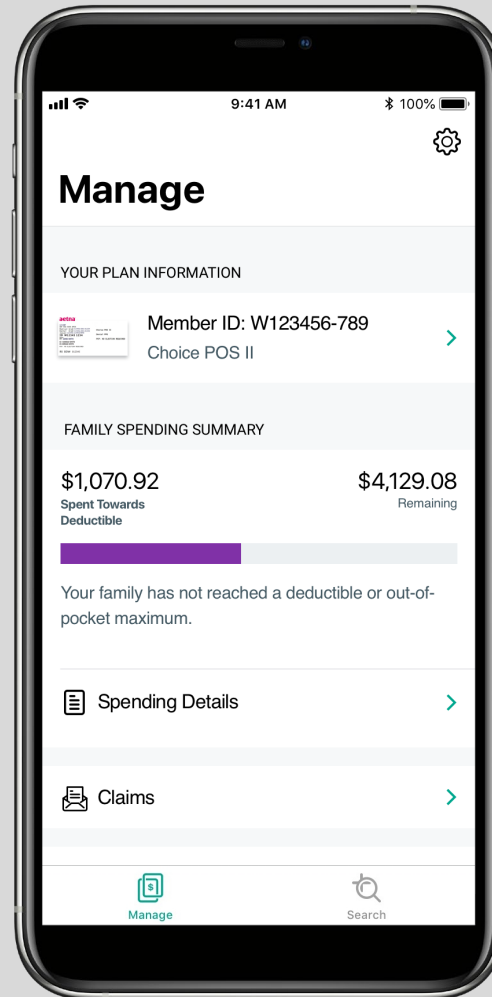 9:41 AM
100%
Manage
YOUR PLAN INFORMATION
aetna
Member ID: W123456-789
Choice POS II
FAMILY SPENDING SUMMARY
$1,070.92
$4,129.08
Spent Towards
Remaining
Deductible
Your family has not reached a deductible or out-of-
pocket maximum.
Spending Details
Claims
$
Manage
Search